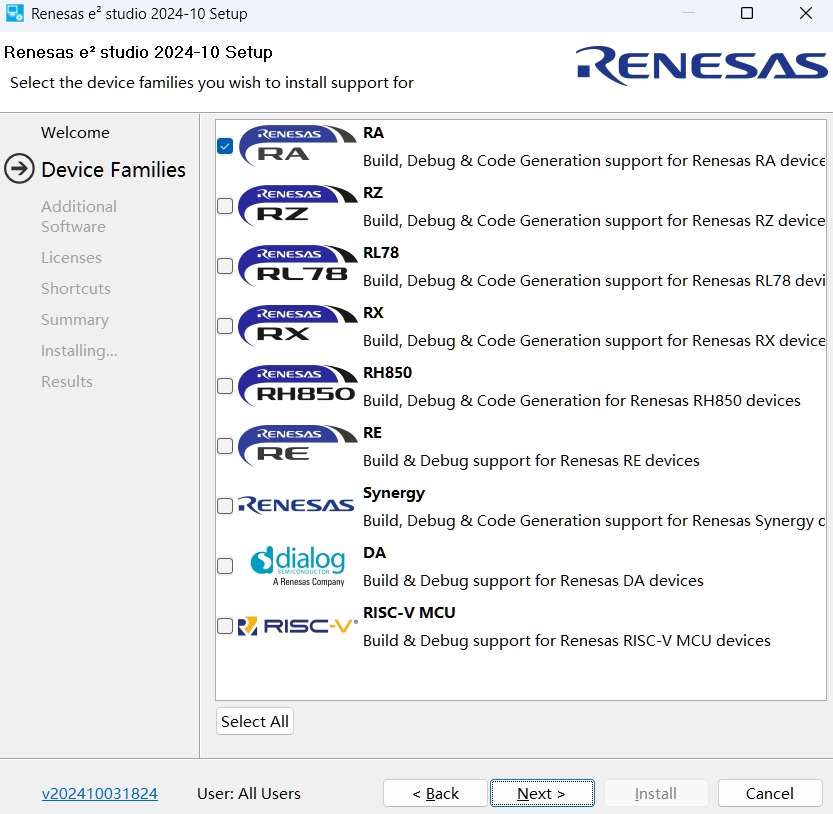 Renesas e² studio 2024-10 Setup
Renesas e² studio 2024-10 Setup
Select the device families you wish to install support for
RENESAS
Welcome
Device Families
Additional
Software
Licenses
Shortcuts
Summary
Installing...
Results
RENESAS
RA
RA
Build, Debug & Code Generation support for Renesas RA device
RENESAS
RZ
RZ
Build, Debug & Code Generation support for Renesas RZ device
RENESAS
RL78
RL78
Build, Debug & Code Generation support for Renesas RL78 devi
RENESAS
RX
RX
Build, Debug & Code Generation support for Renesas RX device
RENESAS
RH850
RH850
Build, Debug & Code Generation for Renesas RH850 devices
RENESAS
RE
RE
Build & Debug support for Renesas RE devices
RENESAS
Synergy
Build, Debug & Code Generation support for Renesas Synergy d
dialog
SEMICONDUCTOR
A Renesas Company
DA
Build & Debug support for Renesas DA devices
RISC-V®
RISC-V MCU
Build & Debug support for Renesas RISC-V MCU devices
Select All
v202410031824
User: All Users
< Back
Next >
Install
Cancel